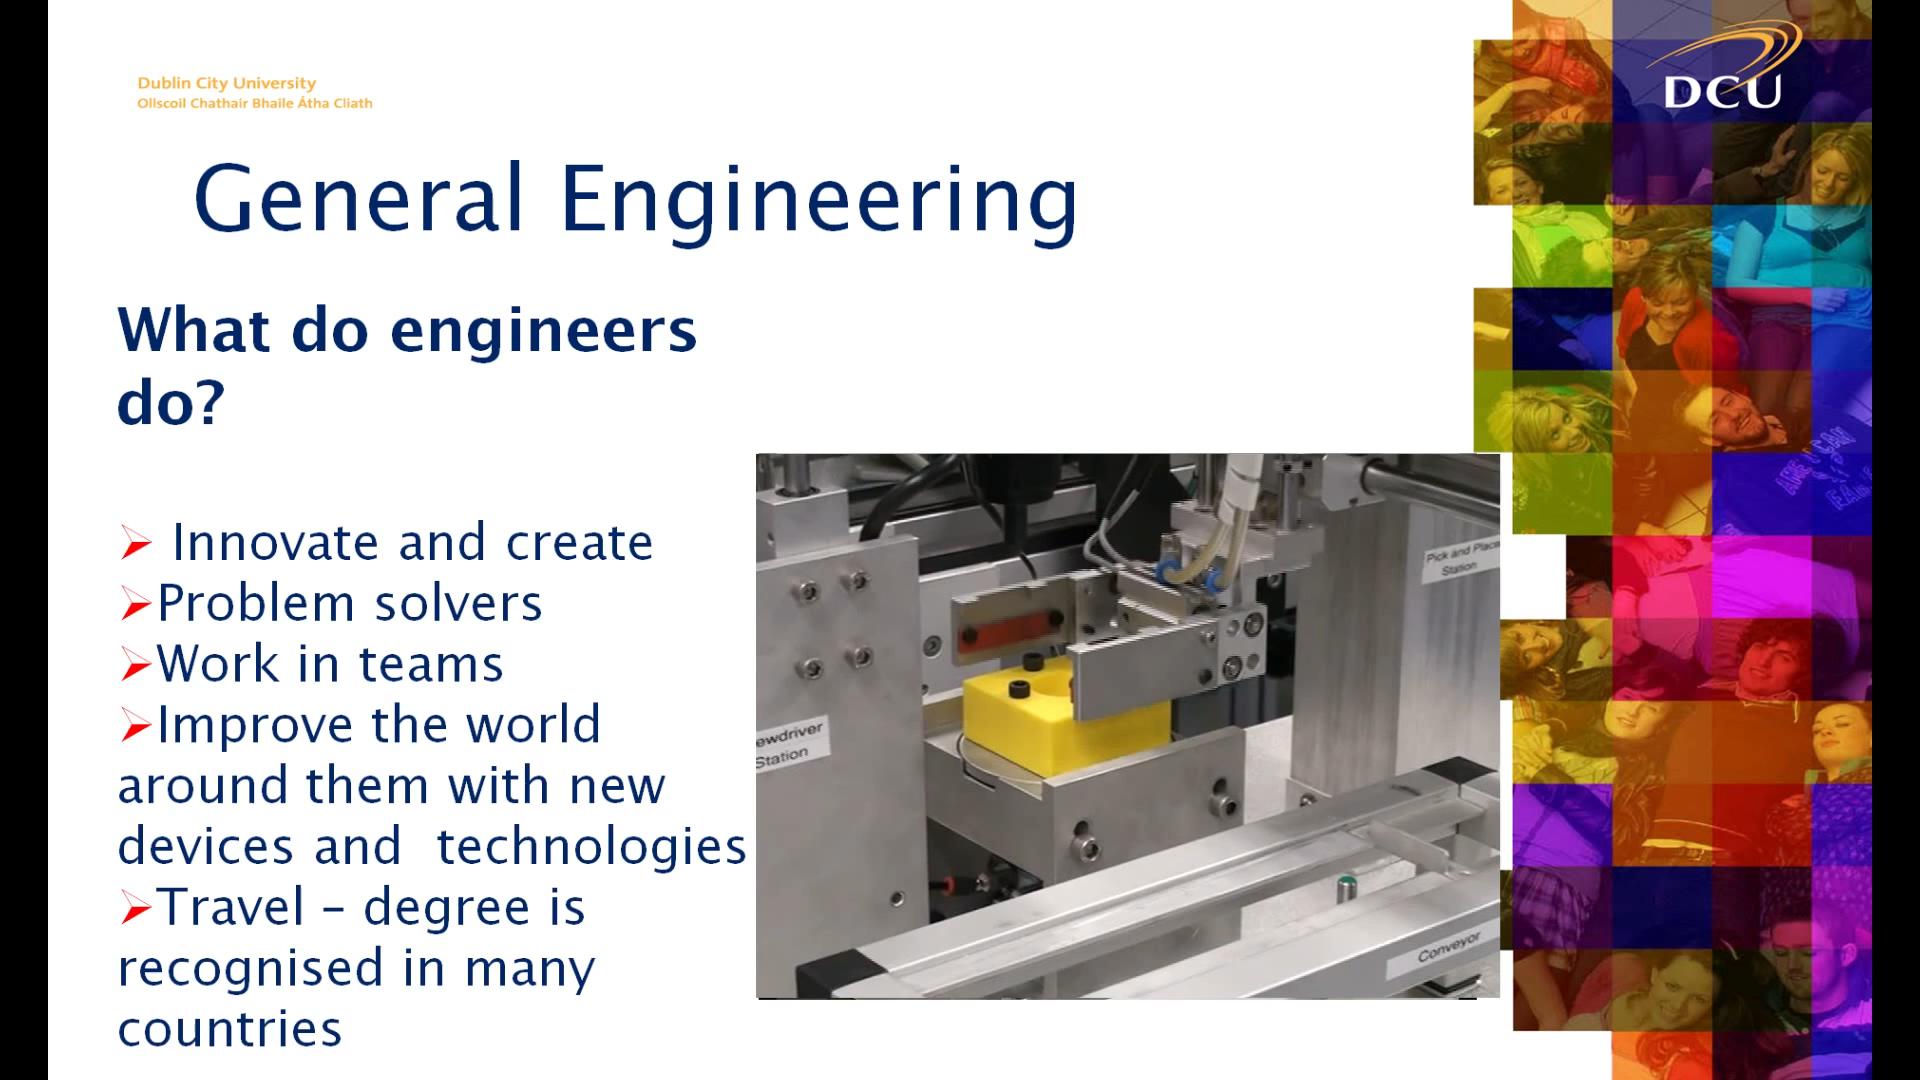 Dublin City University
Ollscoil Chathair Bhaile Átha Cliath
DCU
General Engineering
What do engineers
do?
➢ Innovate and create
➢Problem solvers
➢Work in teams
➢Improve the world
around them with new
devices and technologies
➢Travel – degree is
recognised in many
countries
Pick and Place
Station
ewdriver
Station
Conveyor